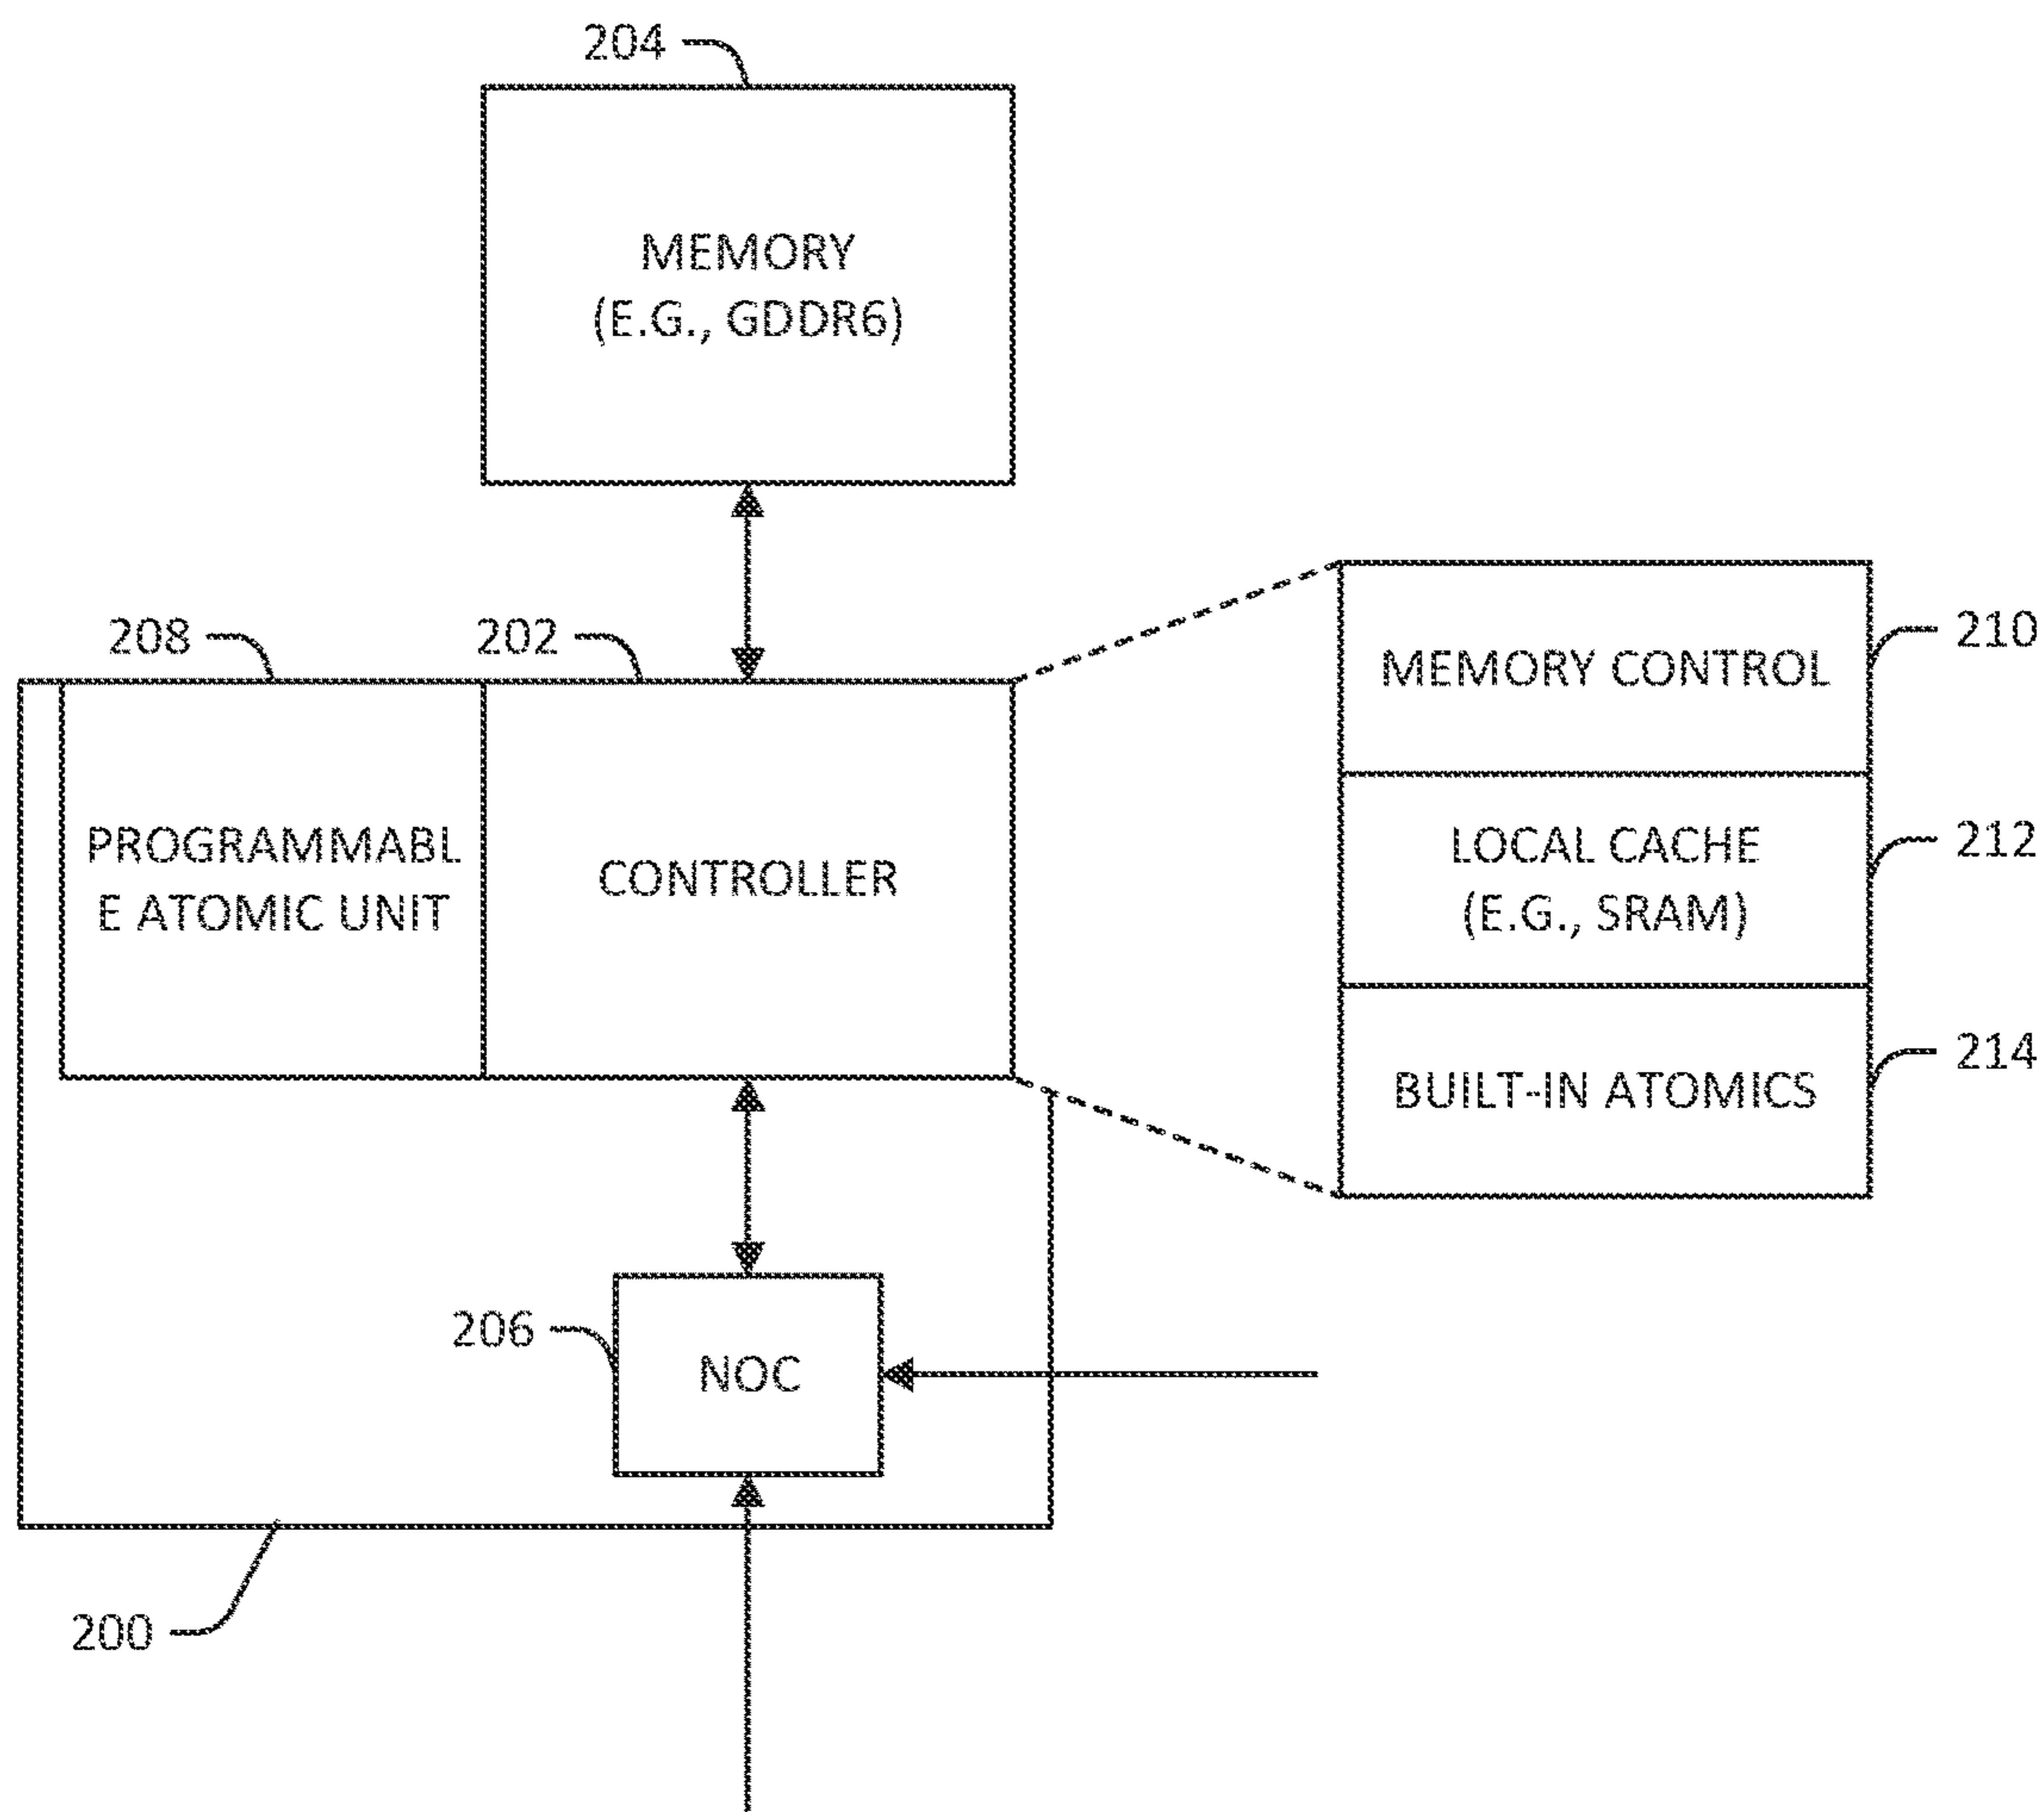 204
MEMORY
(E.G., GDDR6)
208
202
PROGRAMMABL
E ATOMIC UNIT
CONTROLLER
MEMORY CONTROL
210
LOCAL CACHE
(E.G., SRAM)
212
BUILT-IN ATOMICS
214
206
NOC
200